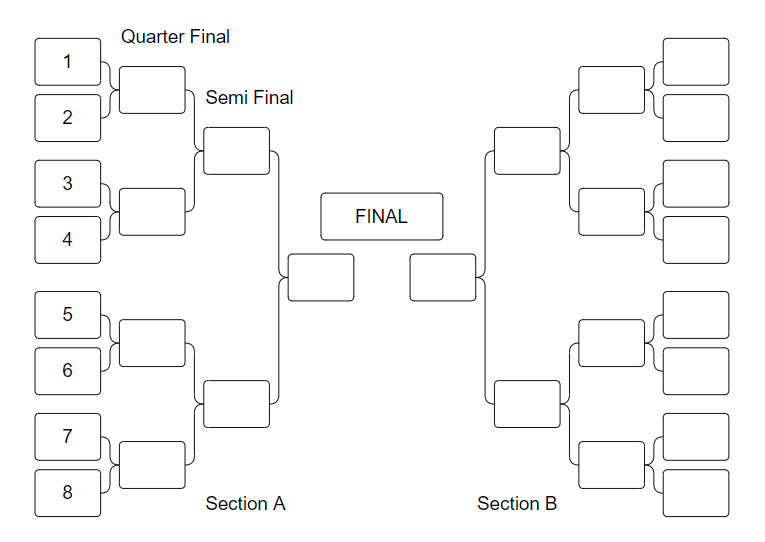 Quarter Final
1
2
Semi Final
3
4
FINAL
5
6
7
8
Section A
Section B